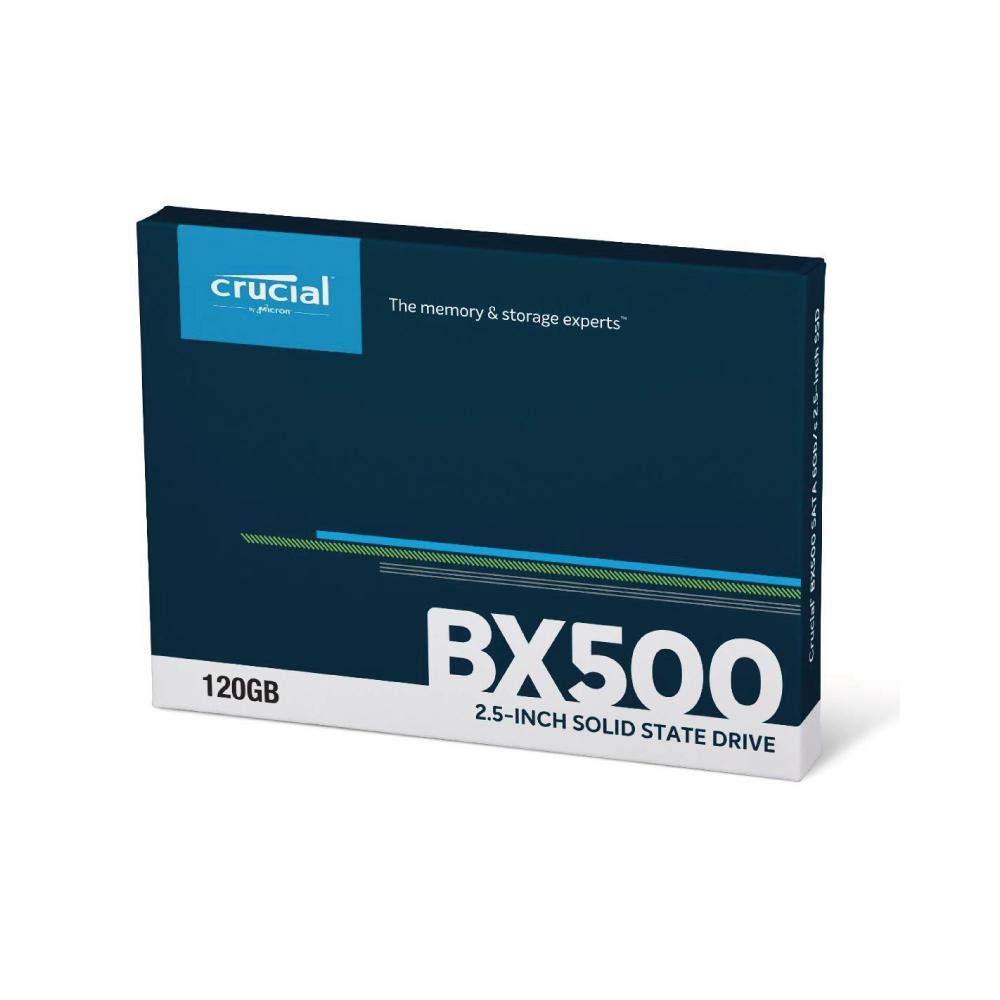 crucial
by Micron
The memory & storage experts™
BX500
120GB
2.5-INCH SOLID STATE DRIVE
Crucial® BX500 SATA 6Gb/s 2.5-inch SSD